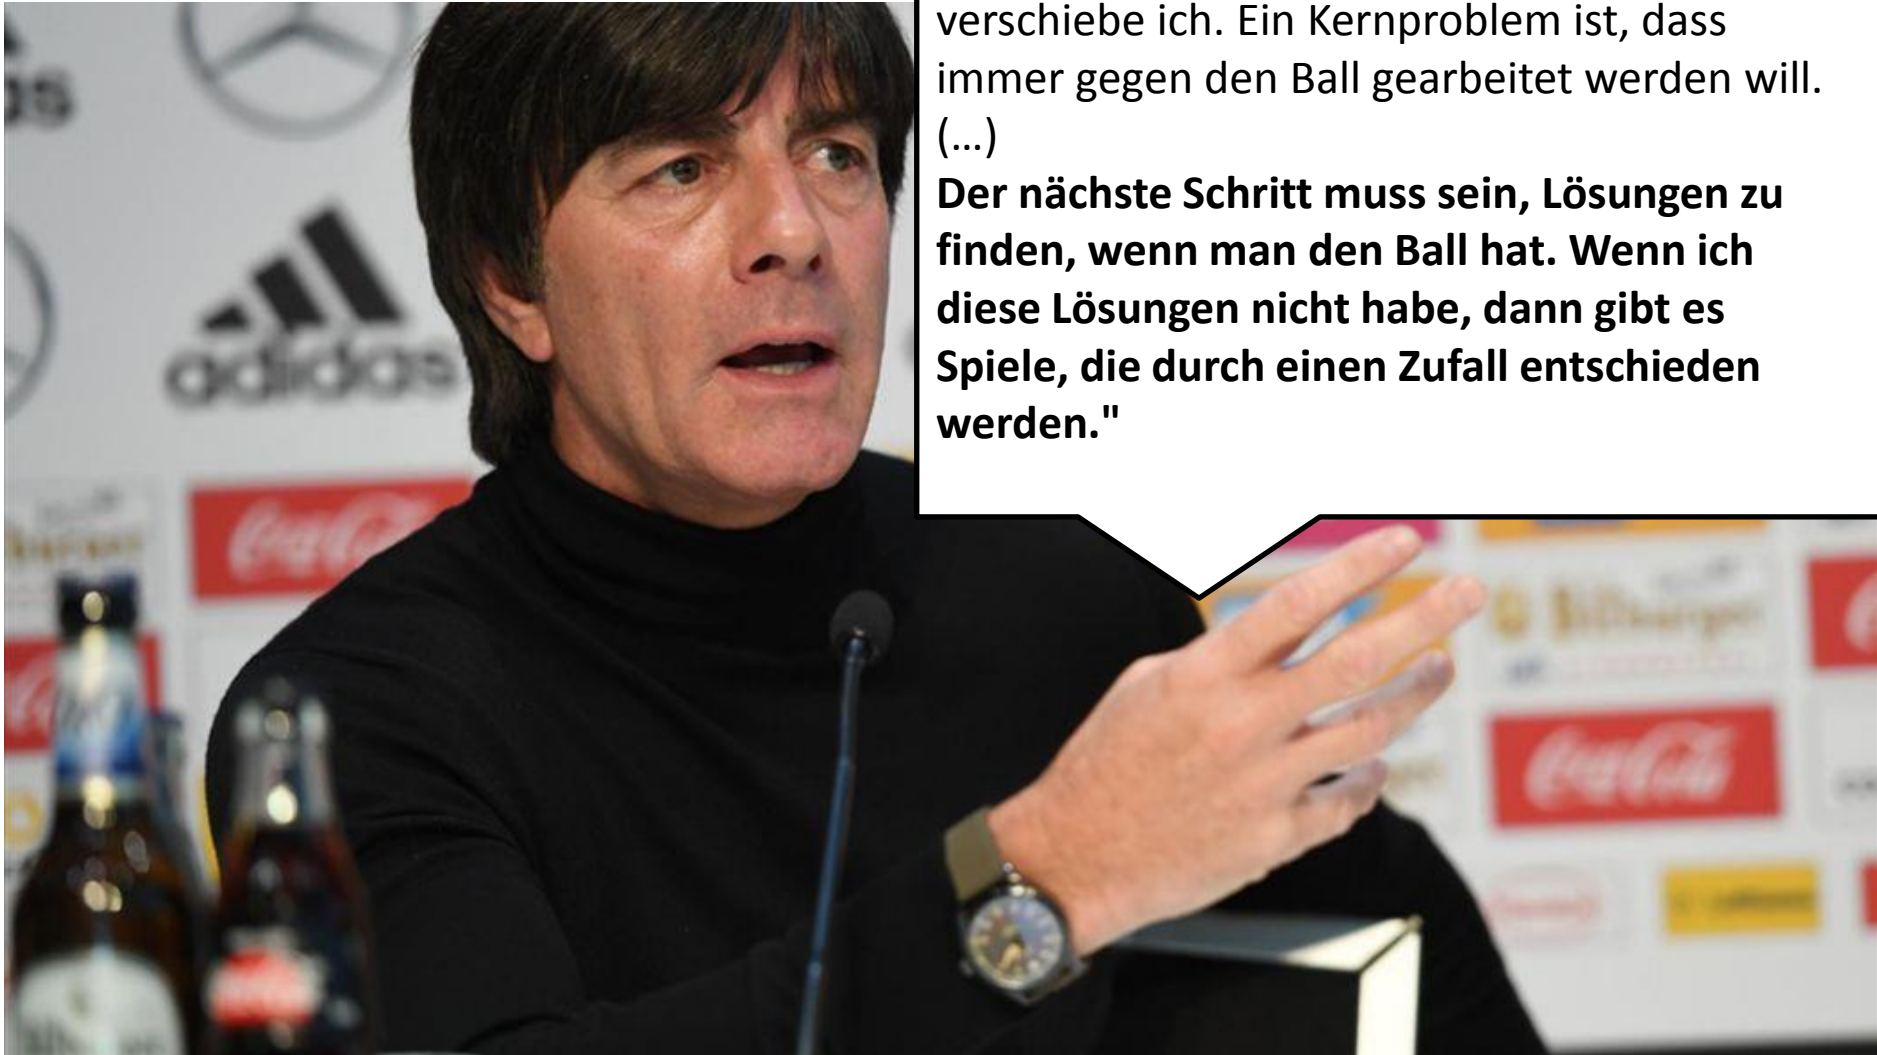 verschiebe ich. Ein Kernproblem ist, dass
immer gegen den Ball gearbeitet werden will.
(...)
Der nächste Schritt muss sein, Lösungen zu
finden, wenn man den Ball hat. Wenn ich
diese Lösungen nicht habe, dann gibt es
Spiele, die durch einen Zufall entschieden
werden."
adidas
Coca-Cola
Bitburger
Coca-Cola